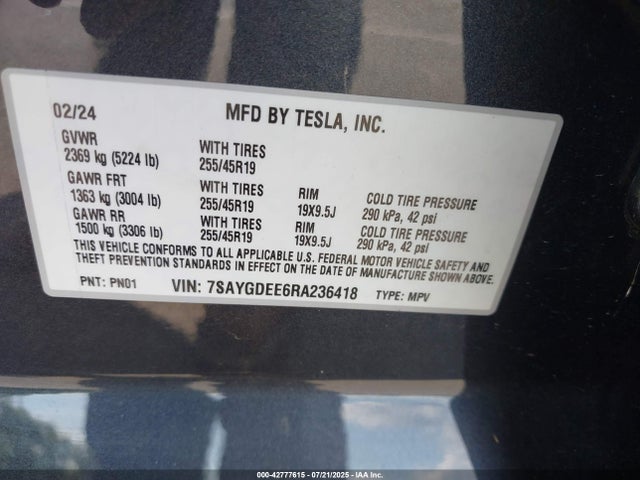 02/24 MFD BY TESLA, INC.
GVWR
2369 kg (5224 lb) WITH TIRES 255/45R19
GAWR FRT
1363 kg (3004 lb) WITH TIRES 255/45R19 RIM 19X9.5J COLD TIRE PRESSURE 290 kPa, 42 psi
GAWR RR
1500 kg (3306 lb) WITH TIRES 255/45R19 RIM 19X9.5J COLD TIRE PRESSURE 290 kPa, 42 psi
THIS VEHICLE CONFORMS TO ALL APPLICABLE U.S. FEDERAL MOTOR VEHICLE SAFETY AND
THEFT PREVENTION STANDARDS IN EFFECT ON THE DATE OF MANUFACTURE SHOWN ABOVE.
PNT: PN01 VIN: 7SAYGDEE6RA236418 TYPE: MPV
000-42777615 - 07/21/2025 - IAA Inc.